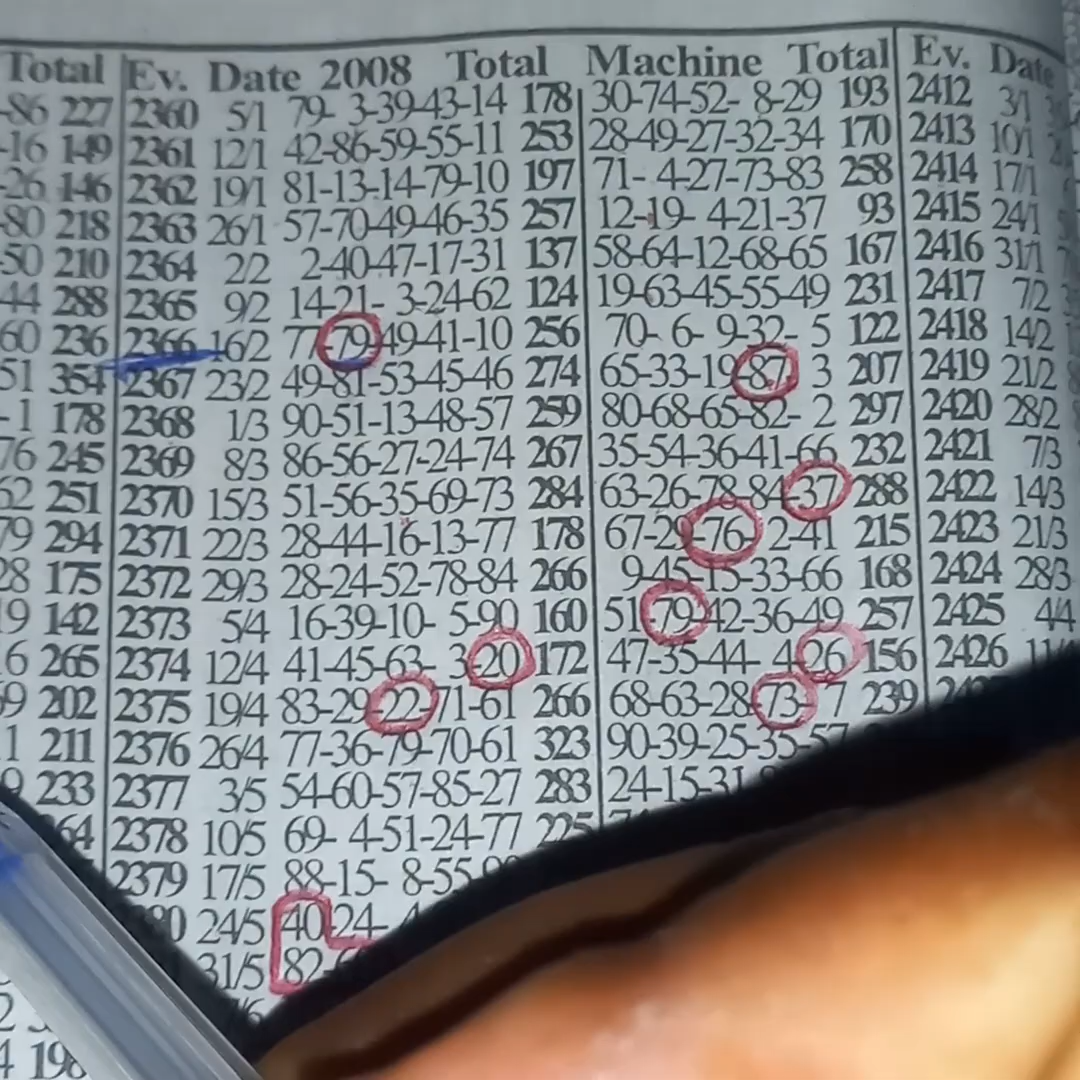 Total Ev. Date 2008 Total Machine Total Ev. Date
-86 227 2360 5/1 79- 3-39-43-14 178 30-74-52- 8-29 193 2412 3/1
-16 149 2361 12/1 42-86-59-55-11 253 28-49-27-32-34 170 2413 10/1
-26 146 2362 19/1 81-13-14-79-10 197 71- 4-27-73-83 258 2414 17/1
-80 218 2363 26/1 57-70-49-46-35 257 12-19- 4-21-37 93 2415 24/1
-50 210 2364 2/2 2-40-47-17-31 137 58-64-12-68-65 167 2416 31/1
44 288 2365 9/2 14-21- 3-24-62 124 19-63-45-55-49 231 2417 7/2
60 236 2366 16/2 77-79-49-41-10 256 70- 6- 9-32- 5 122 2418 14/2
51 354 2367 23/2 49-81-53-45-46 274 65-33-19-87- 3 207 2419 21/2
-1 178 2368 1/3 90-51-13-48-57 259 80-68-65-82- 2 297 2420 28/2
76 245 2369 8/3 86-56-27-24-74 267 35-54-36-41-66 232 2421 7/3
62 251 2370 15/3 51-56-35-69-73 284 63-26-78-84-37 288 2422 14/3
79 294 2371 22/3 28-44-16-13-77 178 67-29-76- 2-41 215 2423 21/3
28 175 2372 29/3 28-24-52-78-84 266 9-45-15-33-66 168 2424 28/3
9 142 2373 5/4 16-39-10- 5-90 160 51-79-42-36-49 257 2425 4/4
6 265 2374 12/4 41-45-63- 3-20 172 47-35-44- 4-26 156 2426
69 202 2375 19/4 83-29-22-71-61 266 68-63-28-73- 7 239
1 211 2376 26/4 77-36-79-70-61 323 90-39-25-35-57
233 2377 3/5 54-60-57-85-27 283 24-15-31
64 2378 10/5 69- 4-51-24-77 225
2379 17/5 88-15- 8-55
24/5 40-24-
31/5 82-
198